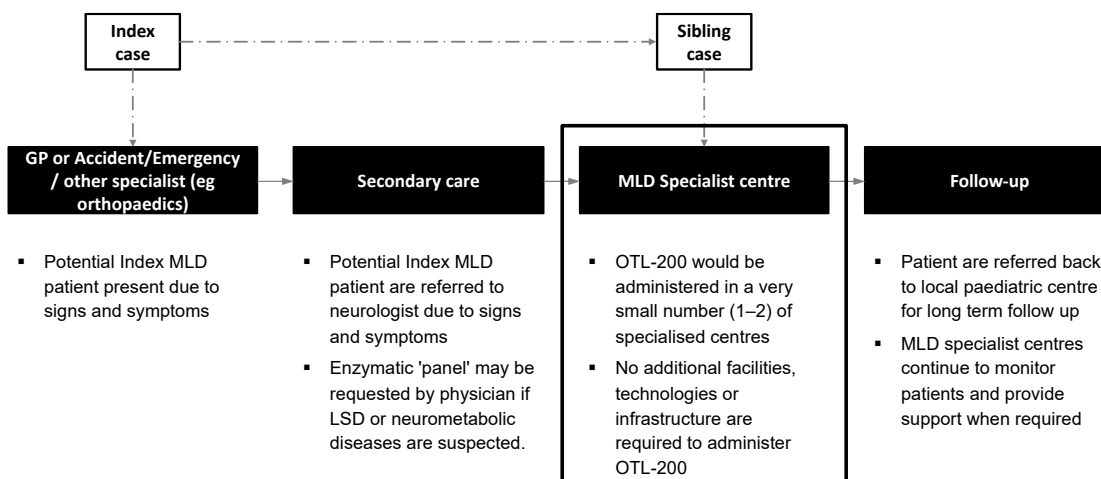 Index
case
Sibling
case
GP or Accident/Emergency
/ other specialist (eg
orthopaedics)
Secondary care
MLD Specialist centre
Follow-up
▪ Potential Index MLD
patient present due to
signs and symptoms
▪ Potential Index MLD
patient are referred to
neurologist due to signs
and symptoms
▪ Enzymatic 'panel' may be
requested by physician if
LSD or neurometabolic
diseases are suspected.
▪ OTL-200 would be
administered in a very
small number (1–2) of
specialised centres
▪ No additional facilities,
technologies or
infrastructure are
required to administer
OTL-200
▪ Patient are referred back
to local paediatric centre
for long term follow up
▪ MLD specialist centres
continue to monitor
patients and provide
support when required